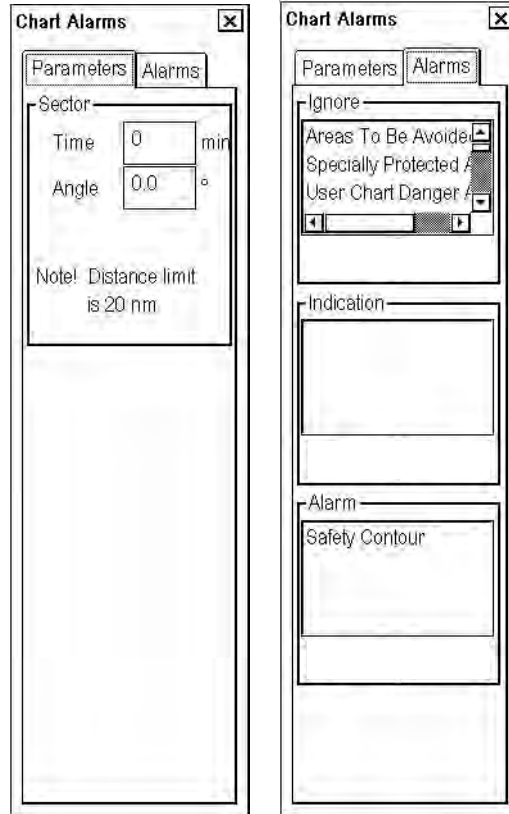 Chart Alarms
Parameters Alarms
Sector
Time 0 min
Angle 0.0 °
Note! Distance limit
is 20 nm
Chart Alarms
Parameters Alarms
Ignore
Areas To Be Avoided
Specially Protected A
User Chart Danger A
Indication
Alarm
Safety Contour